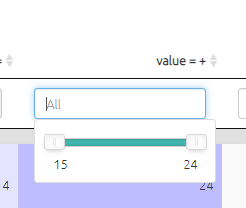 =
value = +
All
15 24
4 24